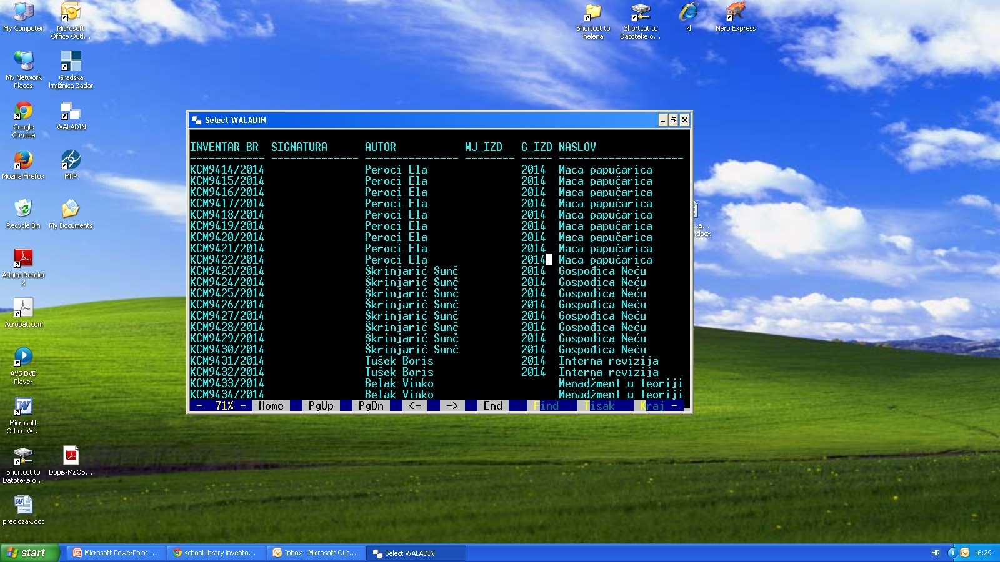 My Computer
Microsoft
Office Outl...
Shortcut to
helena
Shortcut to
Datoteke o...
kl
Nero Express
My Network
Places
Gradska
knjižnica Zadar
Google
Chrome
WALADIN
Mozilla Firefox
MKP
Recycle Bin
My Documents
Adobe Reader
X
Acrobat.com
AVS DVD
Player
Microsoft
Office W...
Shortcut to
Datoteke o...
Dopis-MZOS...
predlozak.doc
_a...
.docx
Select WALADIN
INVENTAR_BR SIGNATURA AUTOR MJ_IZD G_IZD NASLOV
KCM9414/2014 Peroci Ela 2014 Maca papučarica
KCM9415/2014 Peroci Ela 2014 Maca papučarica
KCM9416/2014 Peroci Ela 2014 Maca papučarica
KCM9417/2014 Peroci Ela 2014 Maca papučarica
KCM9418/2014 Peroci Ela 2014 Maca papučarica
KCM9419/2014 Peroci Ela 2014 Maca papučarica
KCM9420/2014 Peroci Ela 2014 Maca papučarica
KCM9421/2014 Peroci Ela 2014 Maca papučarica
KCM9422/2014 Peroci Ela 2014 Maca papučarica
KCM9423/2014 Škrinjarić Sunč 2014 Gospođica Neću
KCM9424/2014 Škrinjarić Sunč 2014 Gospođica Neću
KCM9425/2014 Škrinjarić Sunč 2014 Gospođica Neću
KCM9426/2014 Škrinjarić Sunč 2014 Gospođica Neću
KCM9427/2014 Škrinjarić Sunč 2014 Gospođica Neću
KCM9428/2014 Škrinjarić Sunč 2014 Gospođica Neću
KCM9429/2014 Škrinjarić Sunč 2014 Gospođica Neću
KCM9430/2014 Škrinjarić Sunč 2014 Gospođica Neću
KCM9431/2014 Tušek Boris 2014 Interna revizija
KCM9432/2014 Tušek Boris 2014 Interna revizija
KCM9433/2014 Belak Vinko Menadžment u teoriji
KCM9434/2014 Belak Vinko Menadžment u teoriji
- 71% - Home PgUp PgDn <- -> End Find Tisak Kraj -
start Microsoft PowerPoint ... school library invento... Inbox - Microsoft Out... Select WALADIN HR 16:29